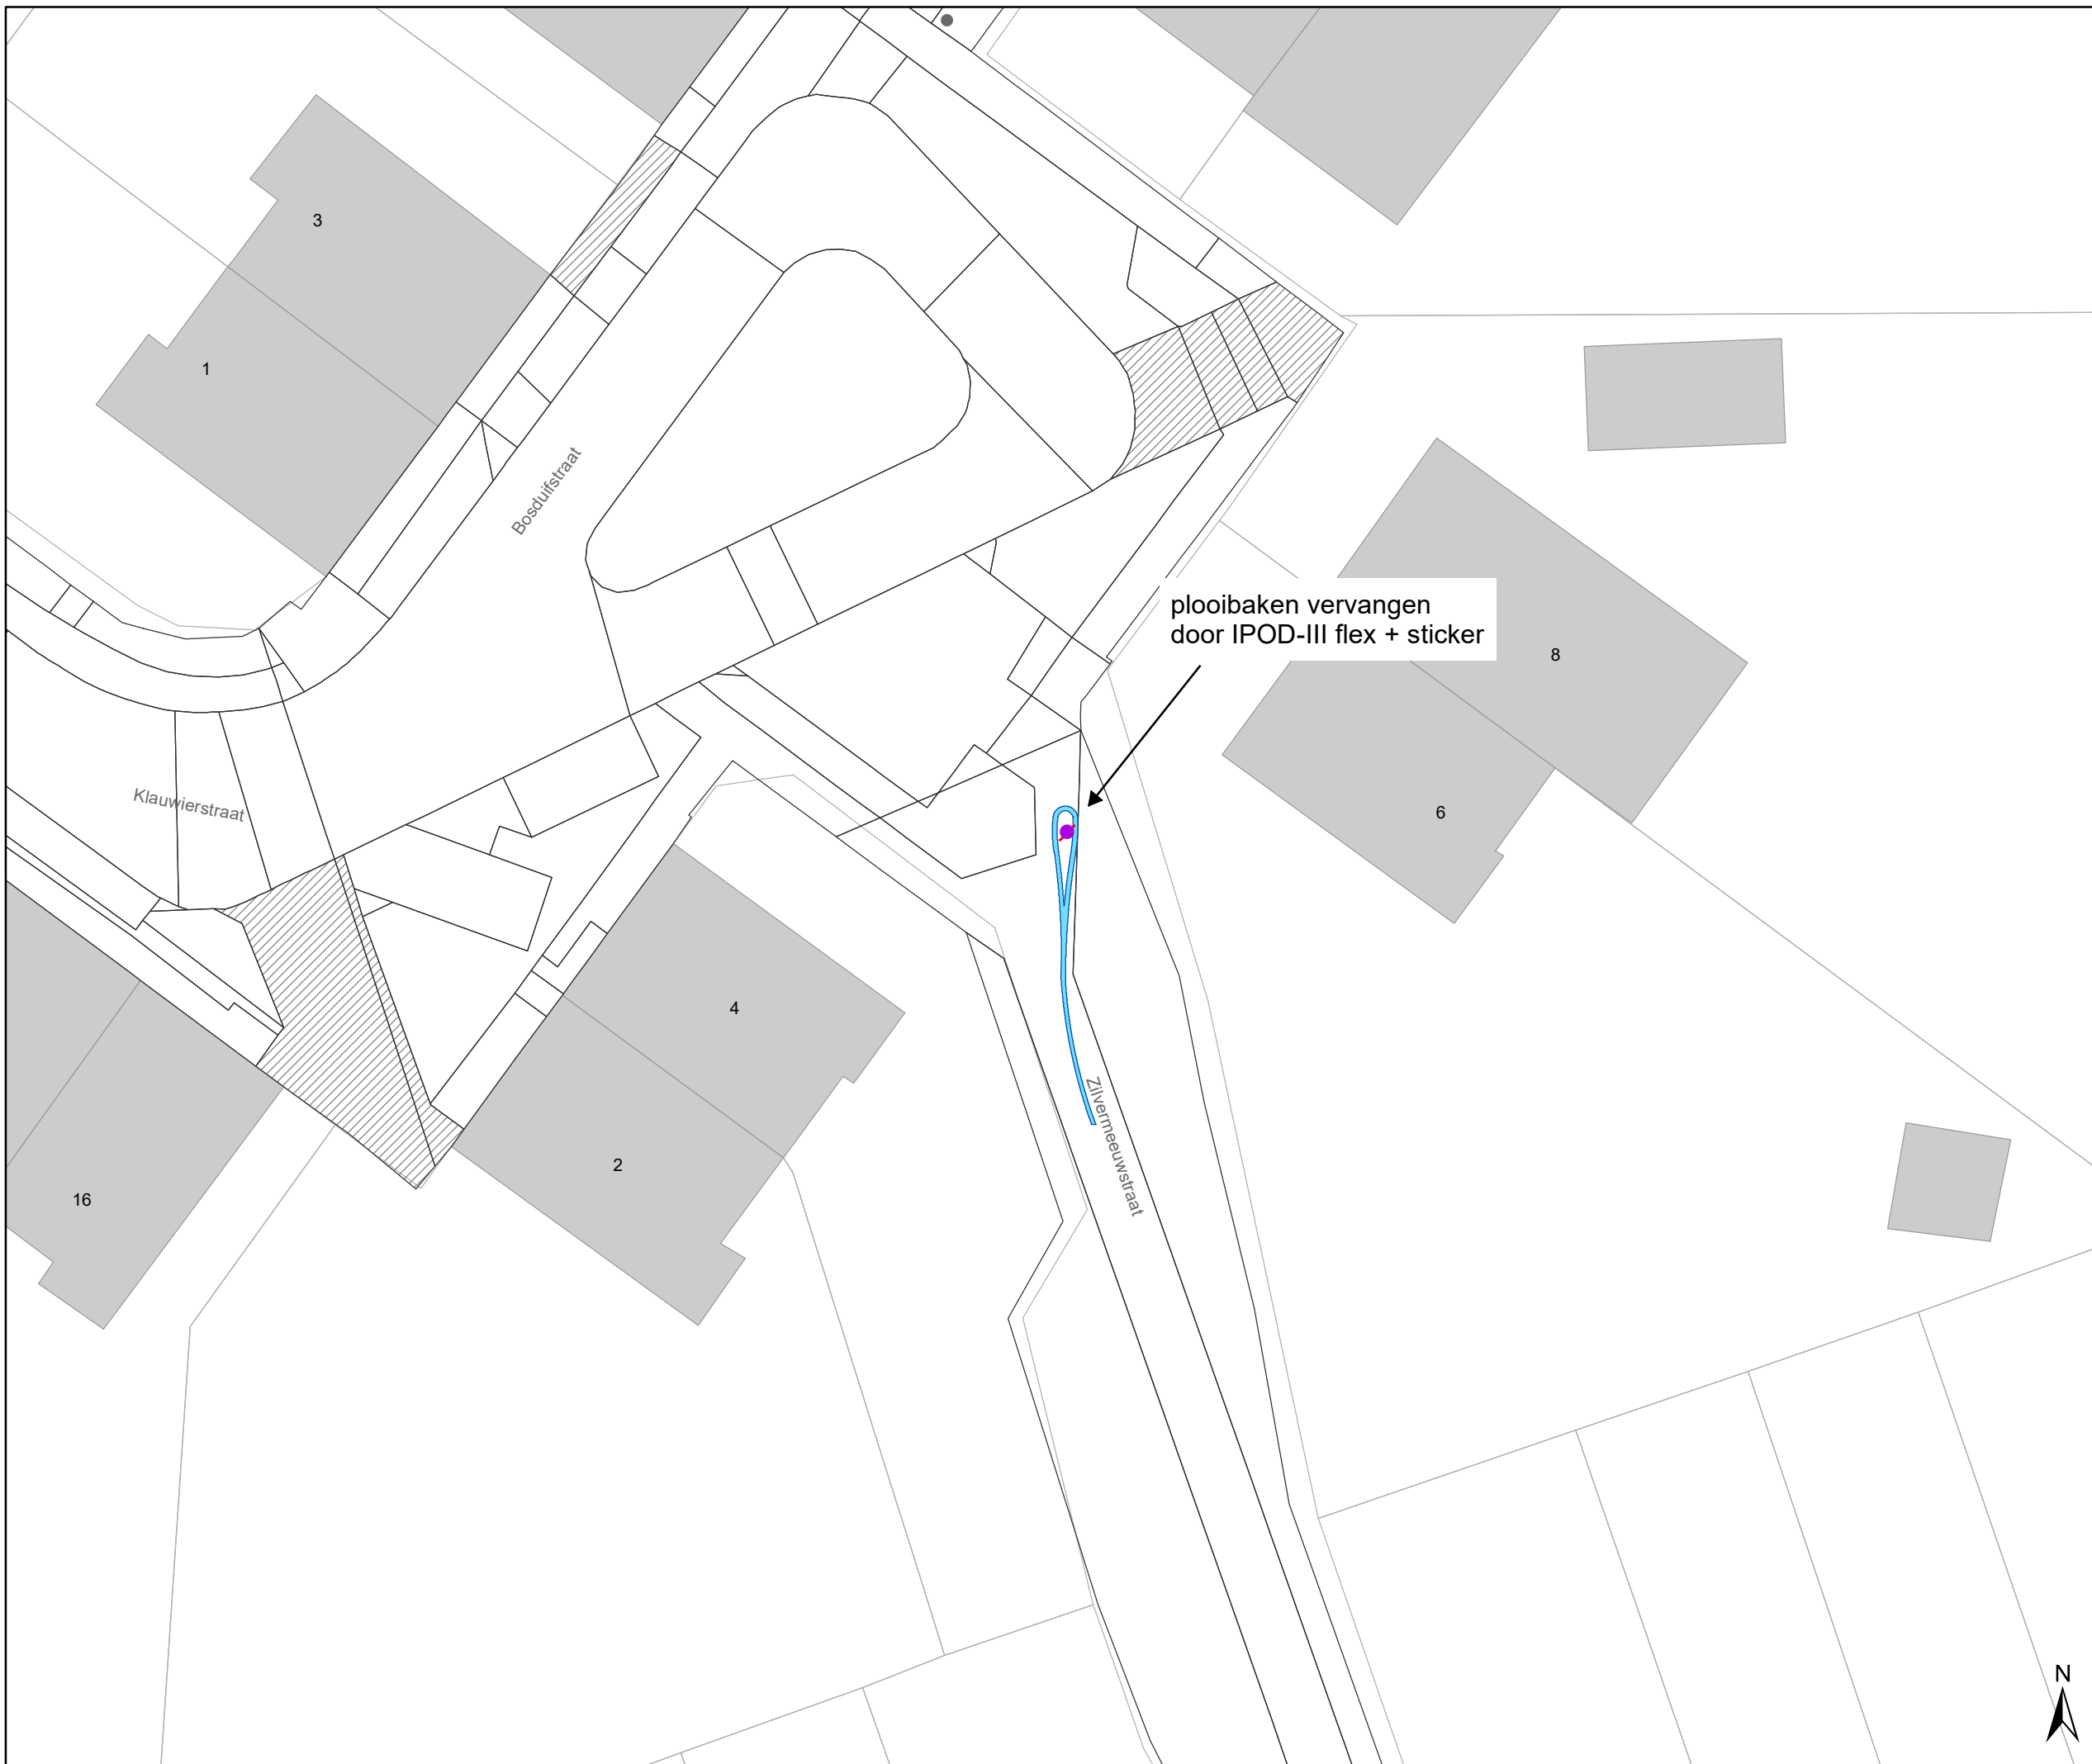 3
1
Bosduifstraat
plooibaken vervangen
door IPOD-III flex + sticker
8
Klauwierstraat
6
4
Zilvermeeuwstraat
2
16
N